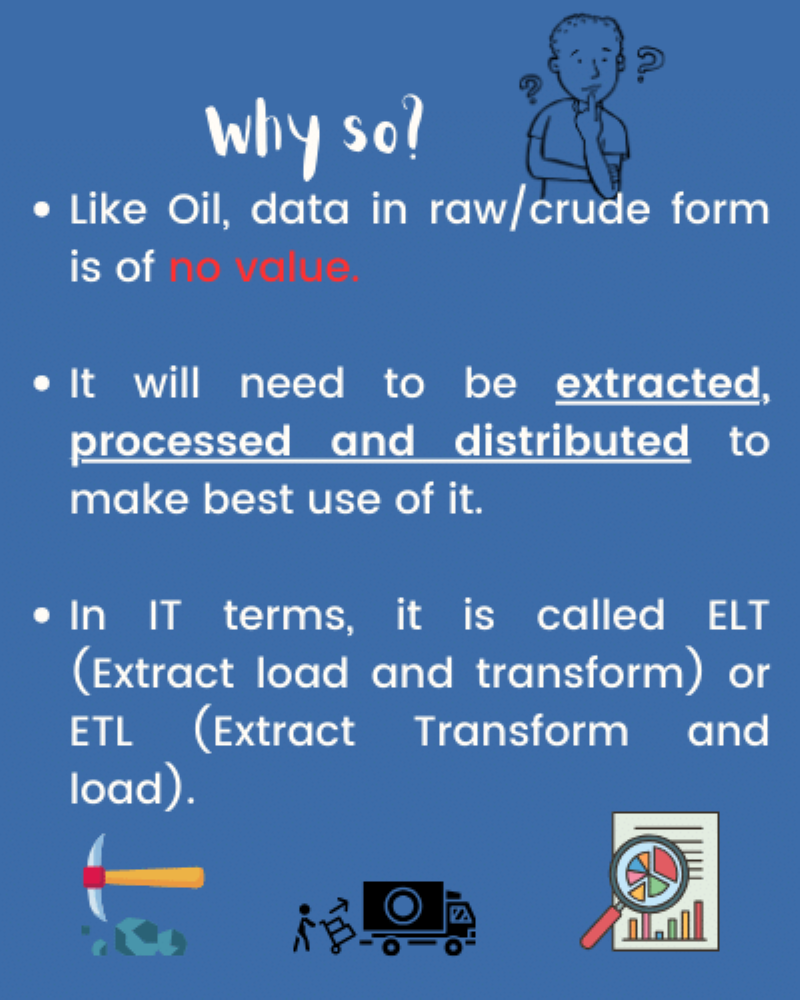 Why so?
• Like Oil, data in raw/crude form
is of no value.
• It will need to be extracted,
processed and distributed to
make best use of it.
• In IT terms, it is called ELT
(Extract load and transform) or
ETL (Extract Transform and
load).